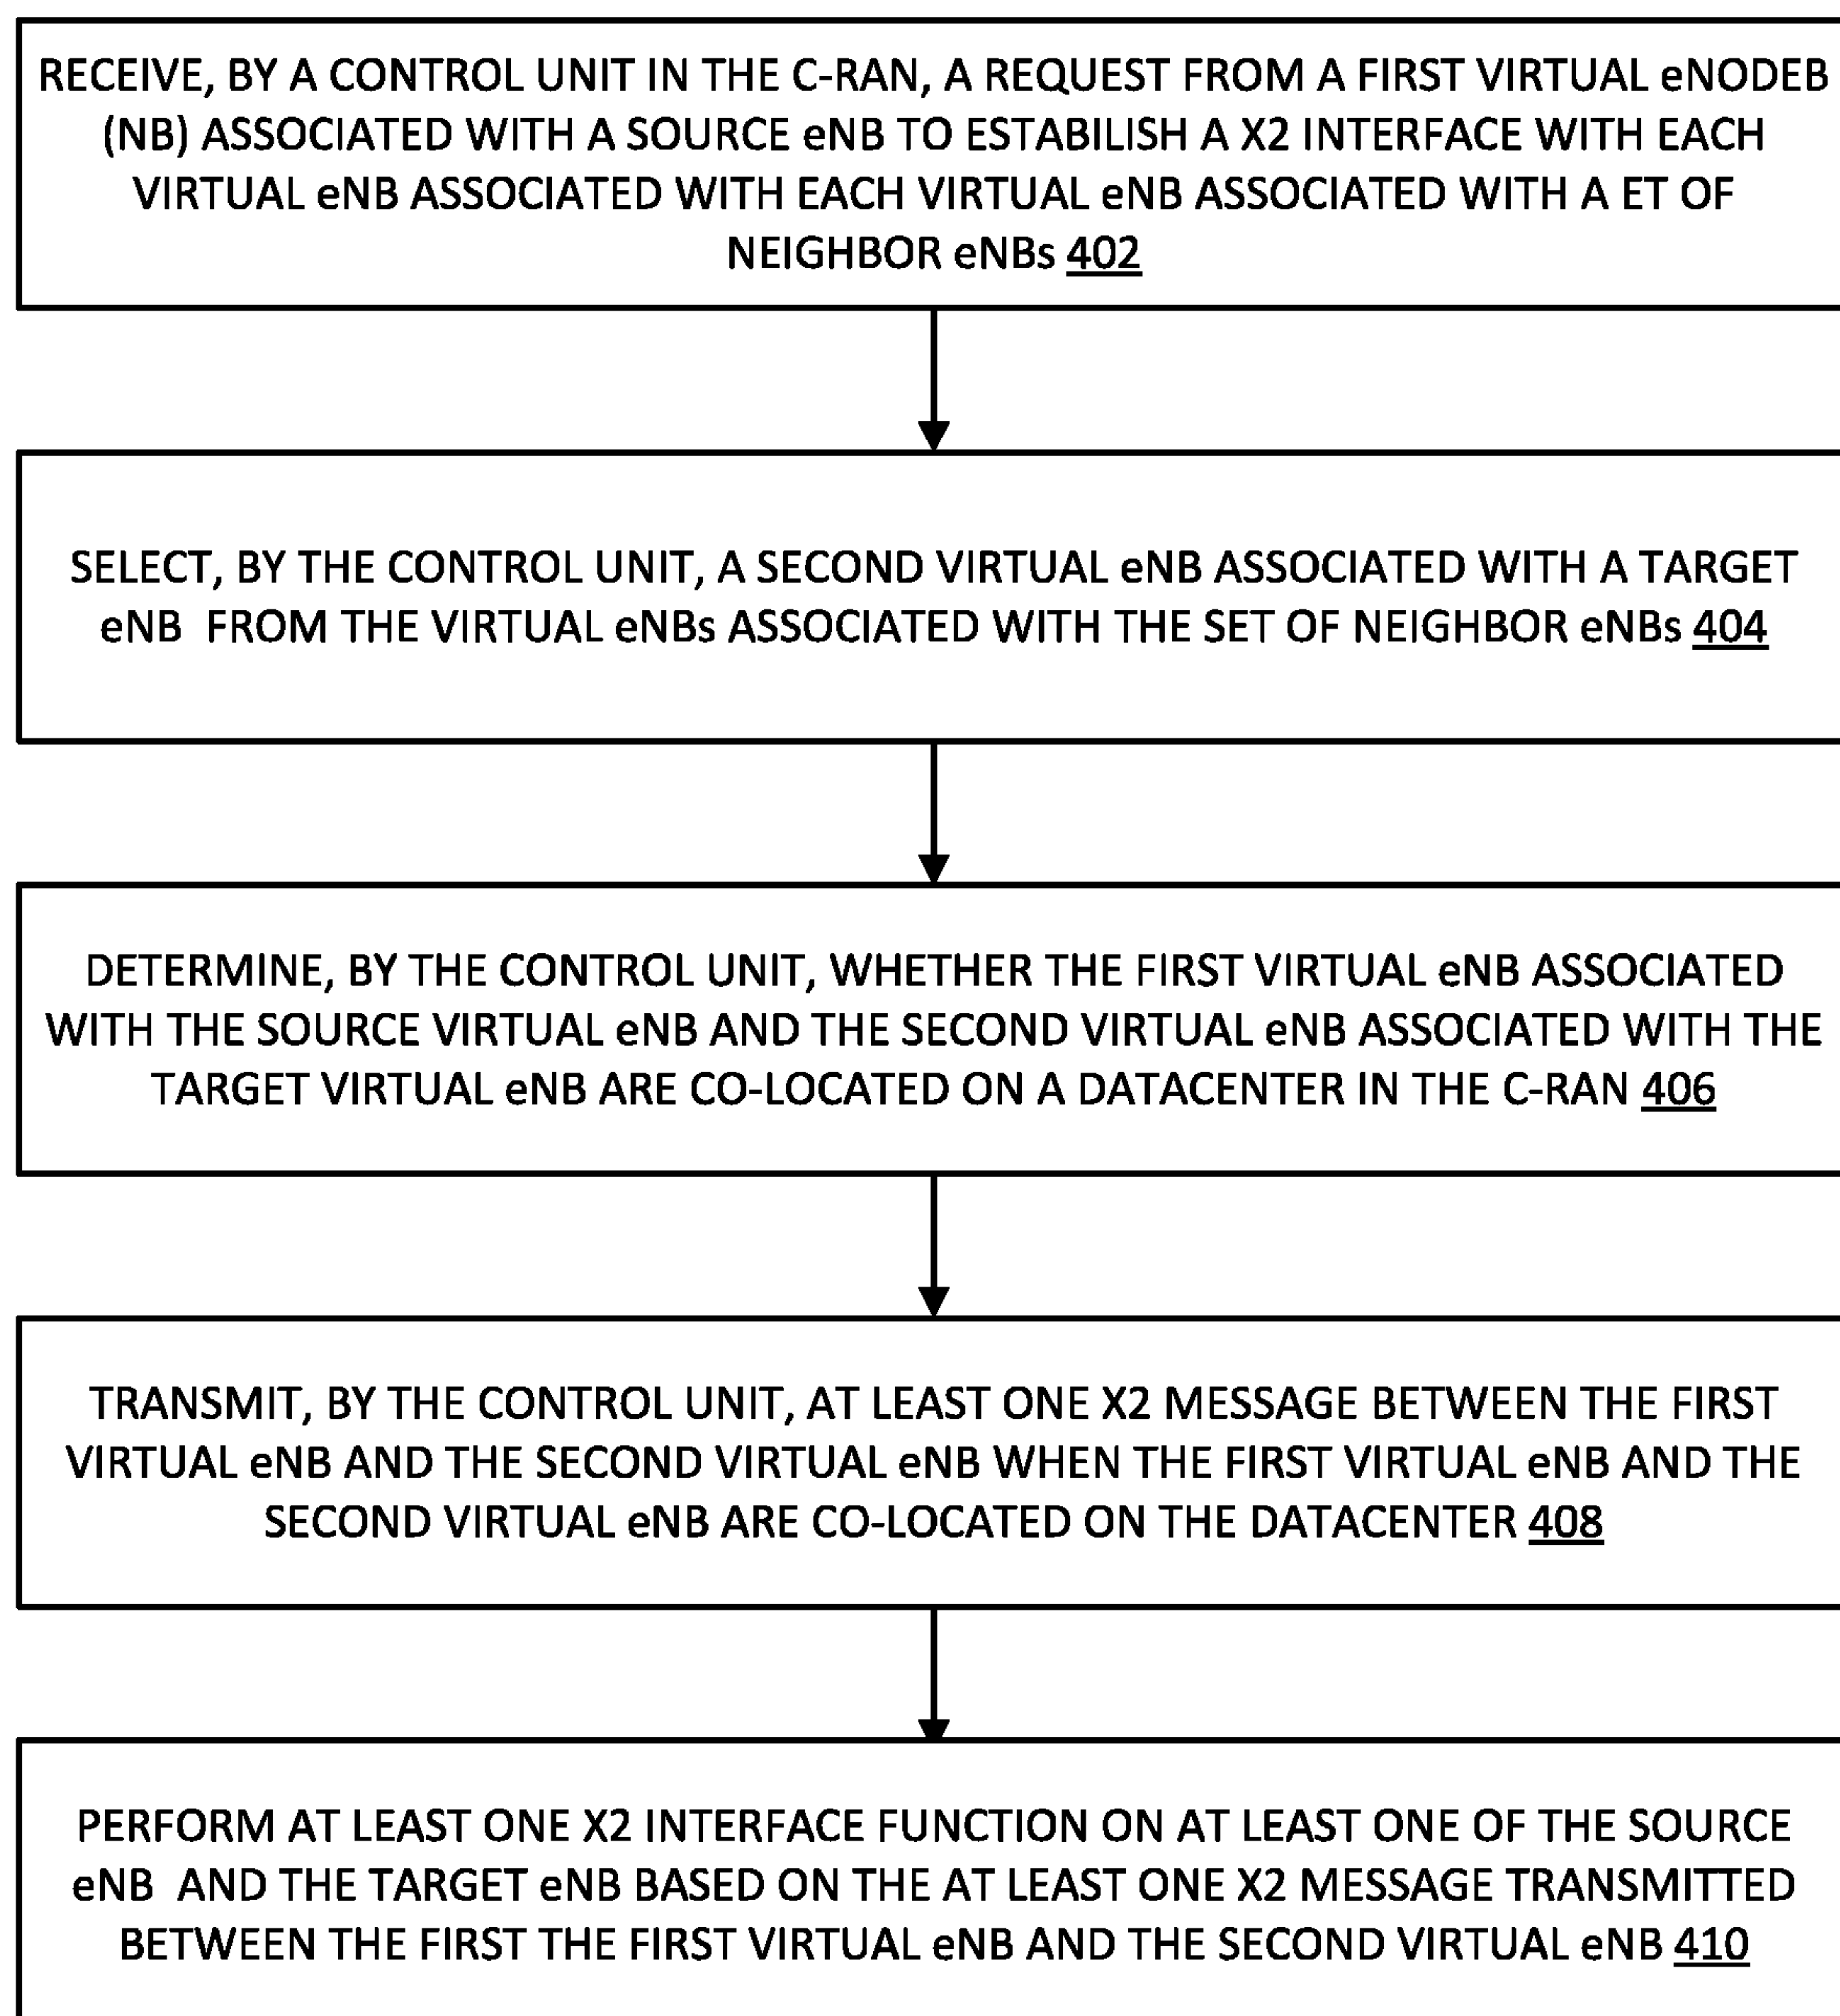 RECEIVE, BY A CONTROL UNIT IN THE C-RAN, A REQUEST FROM A FIRST VIRTUAL eNODEB
(NB) ASSOCIATED WITH A SOURCE eNB TO ESTABILISH A X2 INTERFACE WITH EACH
VIRTUAL eNB ASSOCIATED WITH EACH VIRTUAL eNB ASSOCIATED WITH A ET OF
NEIGHBOR eNBs 402
SELECT, BY THE CONTROL UNIT, A SECOND VIRTUAL eNB ASSOCIATED WITH A TARGET
eNB FROM THE VIRTUAL eNBs ASSOCIATED WITH THE SET OF NEIGHBOR eNBs 404
DETERMINE, BY THE CONTROL UNIT, WHETHER THE FIRST VIRTUAL eNB ASSOCIATED
WITH THE SOURCE VIRTUAL eNB AND THE SECOND VIRTUAL eNB ASSOCIATED WITH THE
TARGET VIRTUAL eNB ARE CO-LOCATED ON A DATACENTER IN THE C-RAN 406
TRANSMIT, BY THE CONTROL UNIT, AT LEAST ONE X2 MESSAGE BETWEEN THE FIRST
VIRTUAL eNB AND THE SECOND VIRTUAL eNB WHEN THE FIRST VIRTUAL eNB AND THE
SECOND VIRTUAL eNB ARE CO-LOCATED ON THE DATACENTER 408
PERFORM AT LEAST ONE X2 INTERFACE FUNCTION ON AT LEAST ONE OF THE SOURCE
eNB AND THE TARGET eNB BASED ON THE AT LEAST ONE X2 MESSAGE TRANSMITTED
BETWEEN THE FIRST THE FIRST VIRTUAL eNB AND THE SECOND VIRTUAL eNB 410